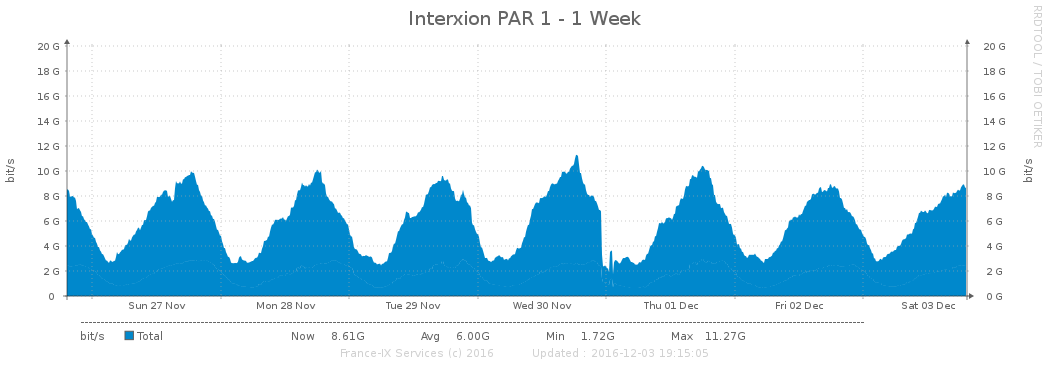 Interxion PAR 1 - 1 Week
RRDTOOL / TOBI OETIKER
bit/s
20 G
18 G
16 G
14 G
12 G
10 G
8 G
6 G
4 G
2 G
0
20 G
18 G
16 G
14 G
12 G
10 G
8 G
6 G
4 G
2 G
0 G
bit/s
Sun 27 Nov Mon 28 Nov Tue 29 Nov Wed 30 Nov Thu 01 Dec Fri 02 Dec Sat 03 Dec
bit/s Total Now 8.61G Avg 6.00G Min 1.72G Max 11.27G
France-IX Services (c) 2016 Updated : 2016-12-03 19:15:05